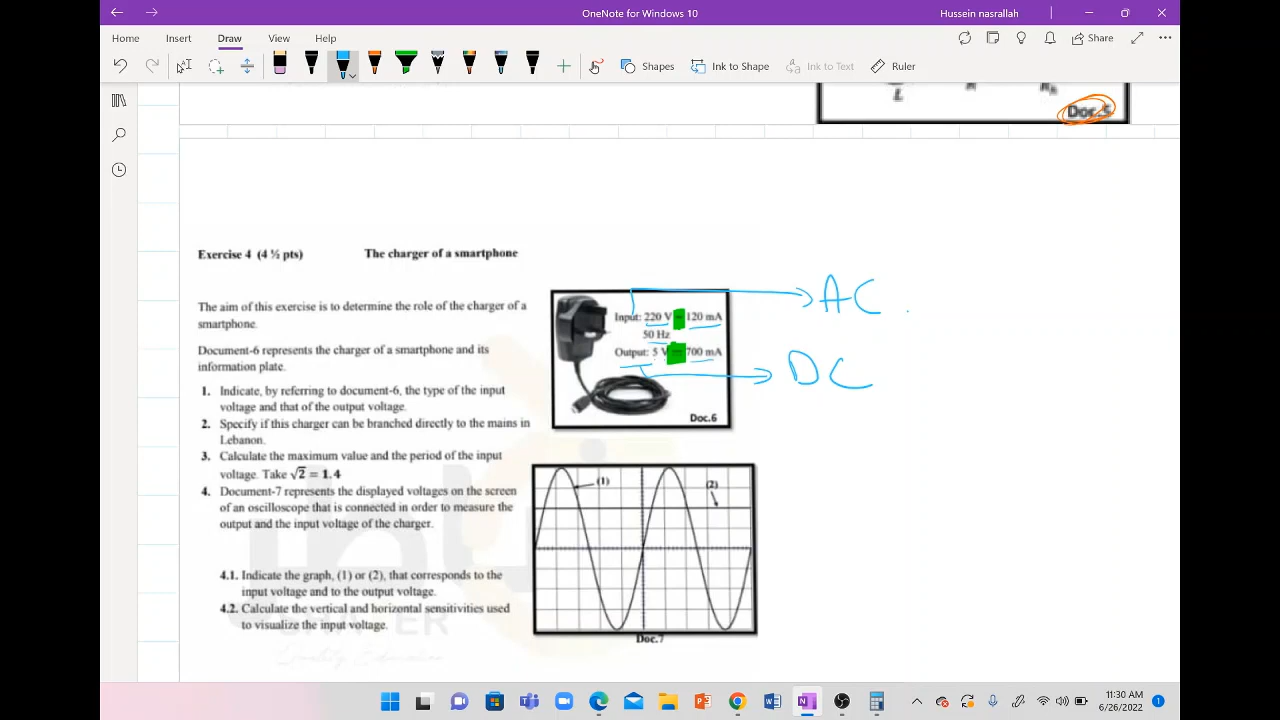 OneNote for Windows 10
Hussein nasrallah
Home Insert Draw View Help
Share
Shapes Ink to Shape Ink to Text Ruler
L
Doc.5
Exercise 4 (4 ½ pts) The charger of a smartphone
The aim of this exercise is to determine the role of the charger of a
smartphone.
Document-6 represents the charger of a smartphone and its
information plate.
1. Indicate, by referring to document-6, the type of the input
voltage and that of the output voltage.
2. Specify if this charger can be branched directly to the mains in
Lebanon.
3. Calculate the maximum value and the period of the input
voltage. Take √2 = 1.4
4. Document-7 represents the displayed voltages on the screen
of an oscilloscope that is connected in order to measure the
output and the input voltage of the charger.
4.1. Indicate the graph, (1) or (2), that corresponds to the
input voltage and to the output voltage.
4.2. Calculate the vertical and horizontal sensitivities used
to visualize the input voltage.
Input: 220 V 120 mA
50 Hz
Output: 5 V 700 mA
Doc.6
AC
DC
(1)
(2)
Doc.7
11:30 AM
6/26/2022
1